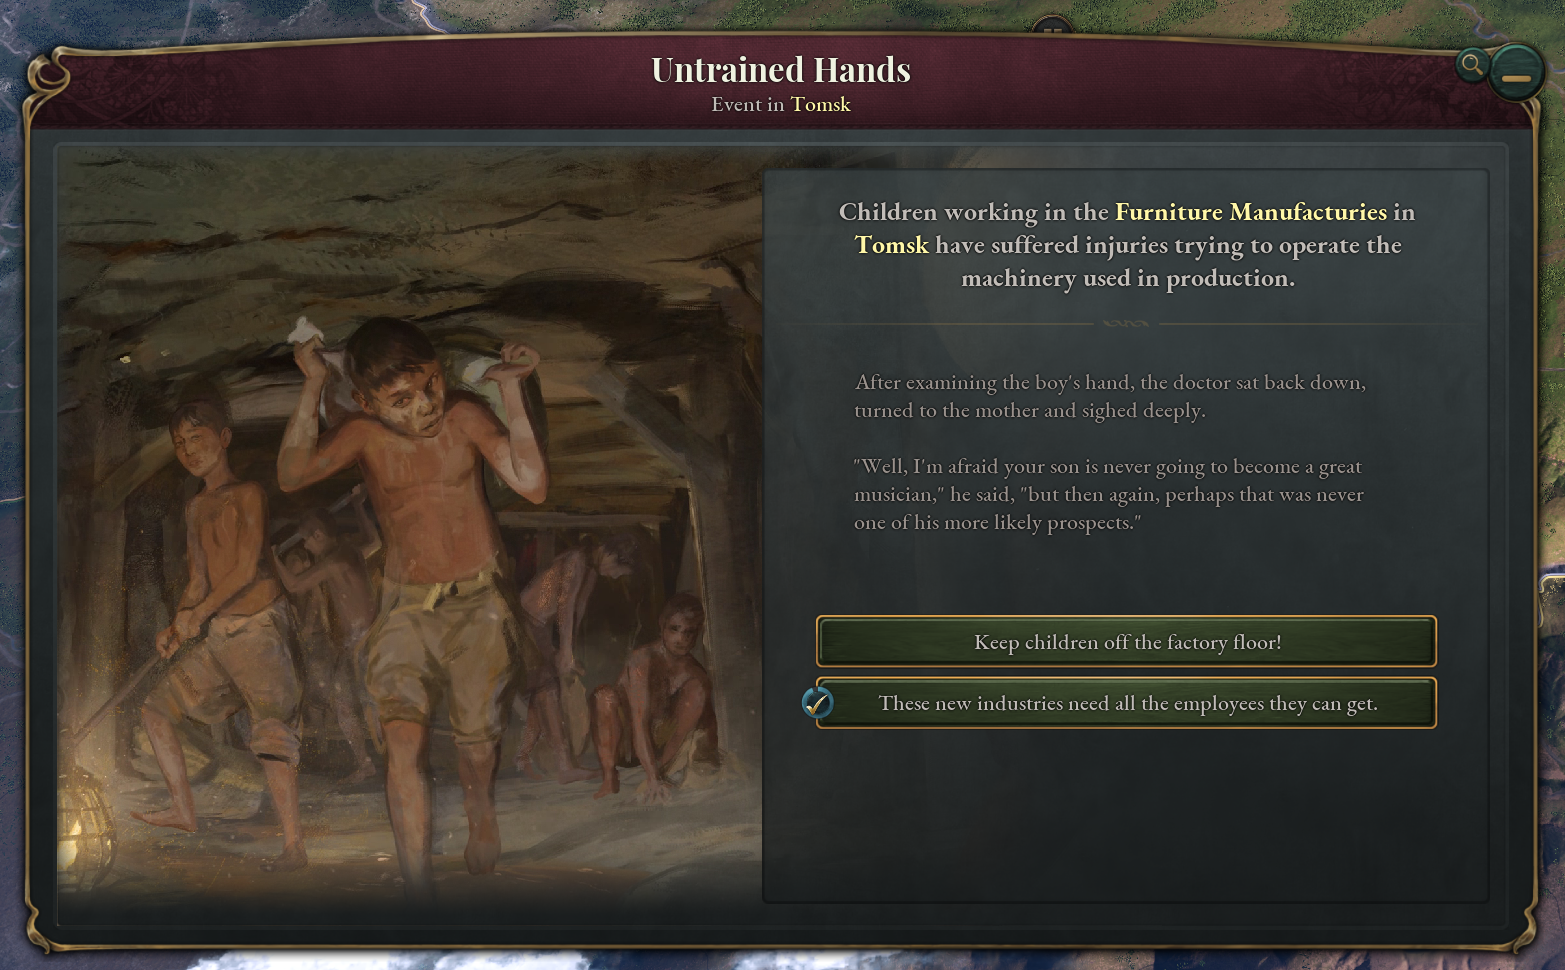 Untrained Hands
Event in Tomsk
Children working in the Furniture Manufacturies in
Tomsk have suffered injuries trying to operate the
machinery used in production.
After examining the boy's hand, the doctor sat back down,
turned to the mother and sighed deeply.
"Well, I'm afraid your son is never going to become a great
musician," he said, "but then again, perhaps that was never
one of his more likely prospects."
Keep children off the factory floor!
These new industries need all the employees they can get.